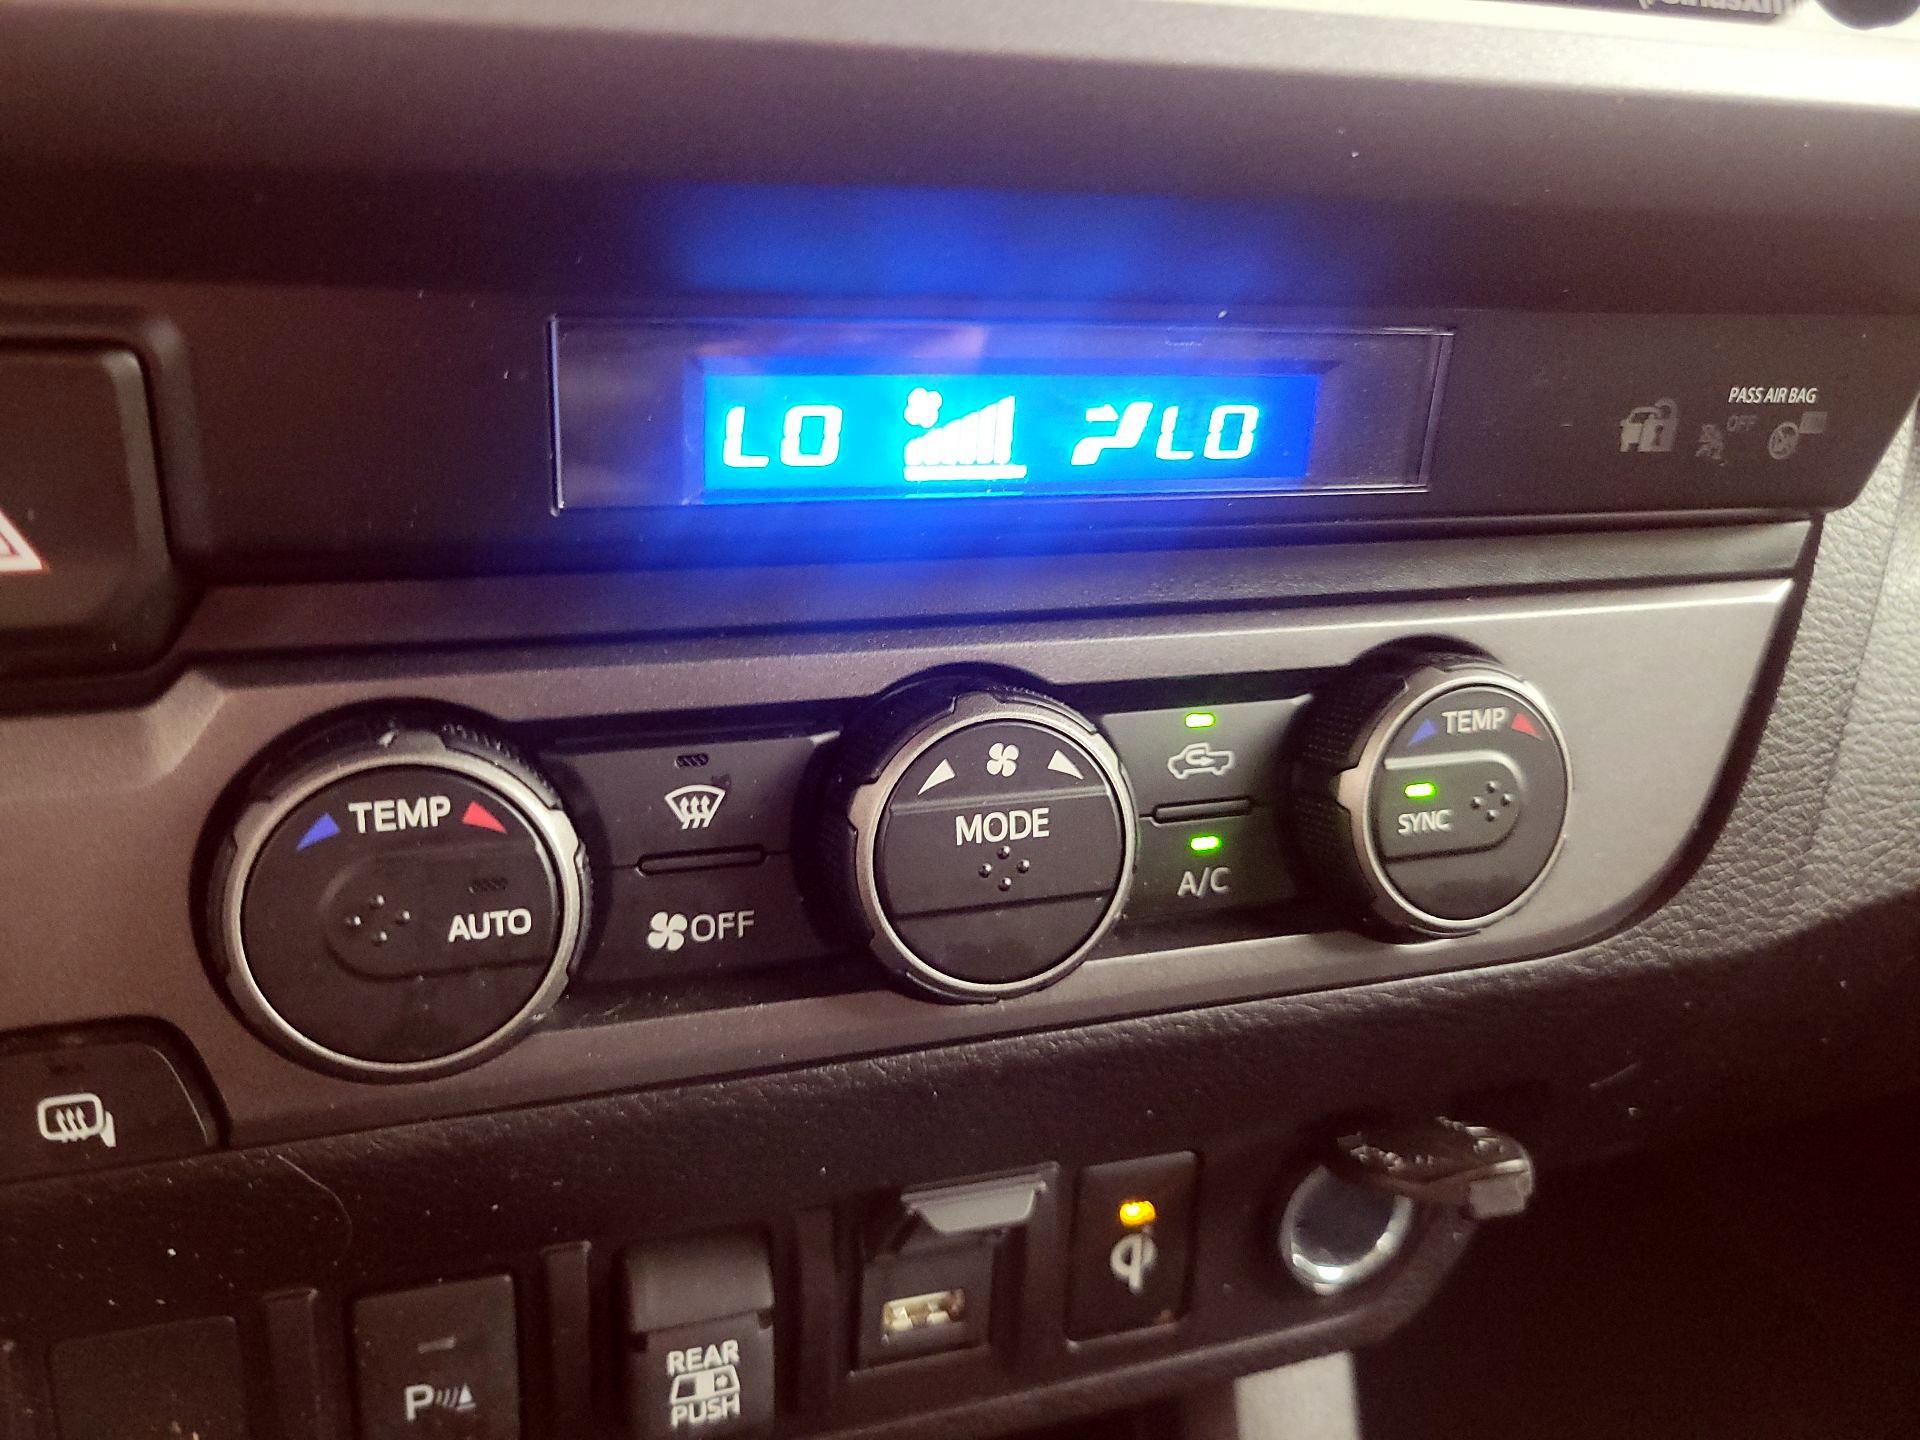 LO LO
PASS AIR BAG
OFF
TEMP
AUTO
OFF
MODE
A/C
TEMP
SYNC
P
REAR
PUSH